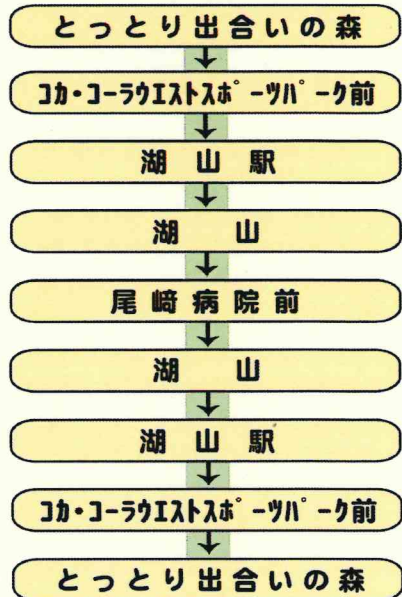 とっとり出合いの森
↓
コカ・コーラウエストスポーツパーク前
↓
湖山駅
↓
湖山
↓
尾崎病院前
↓
湖山
↓
湖山駅
↓
コカ・コーラウエストスポーツパーク前
↓
とっとり出合いの森